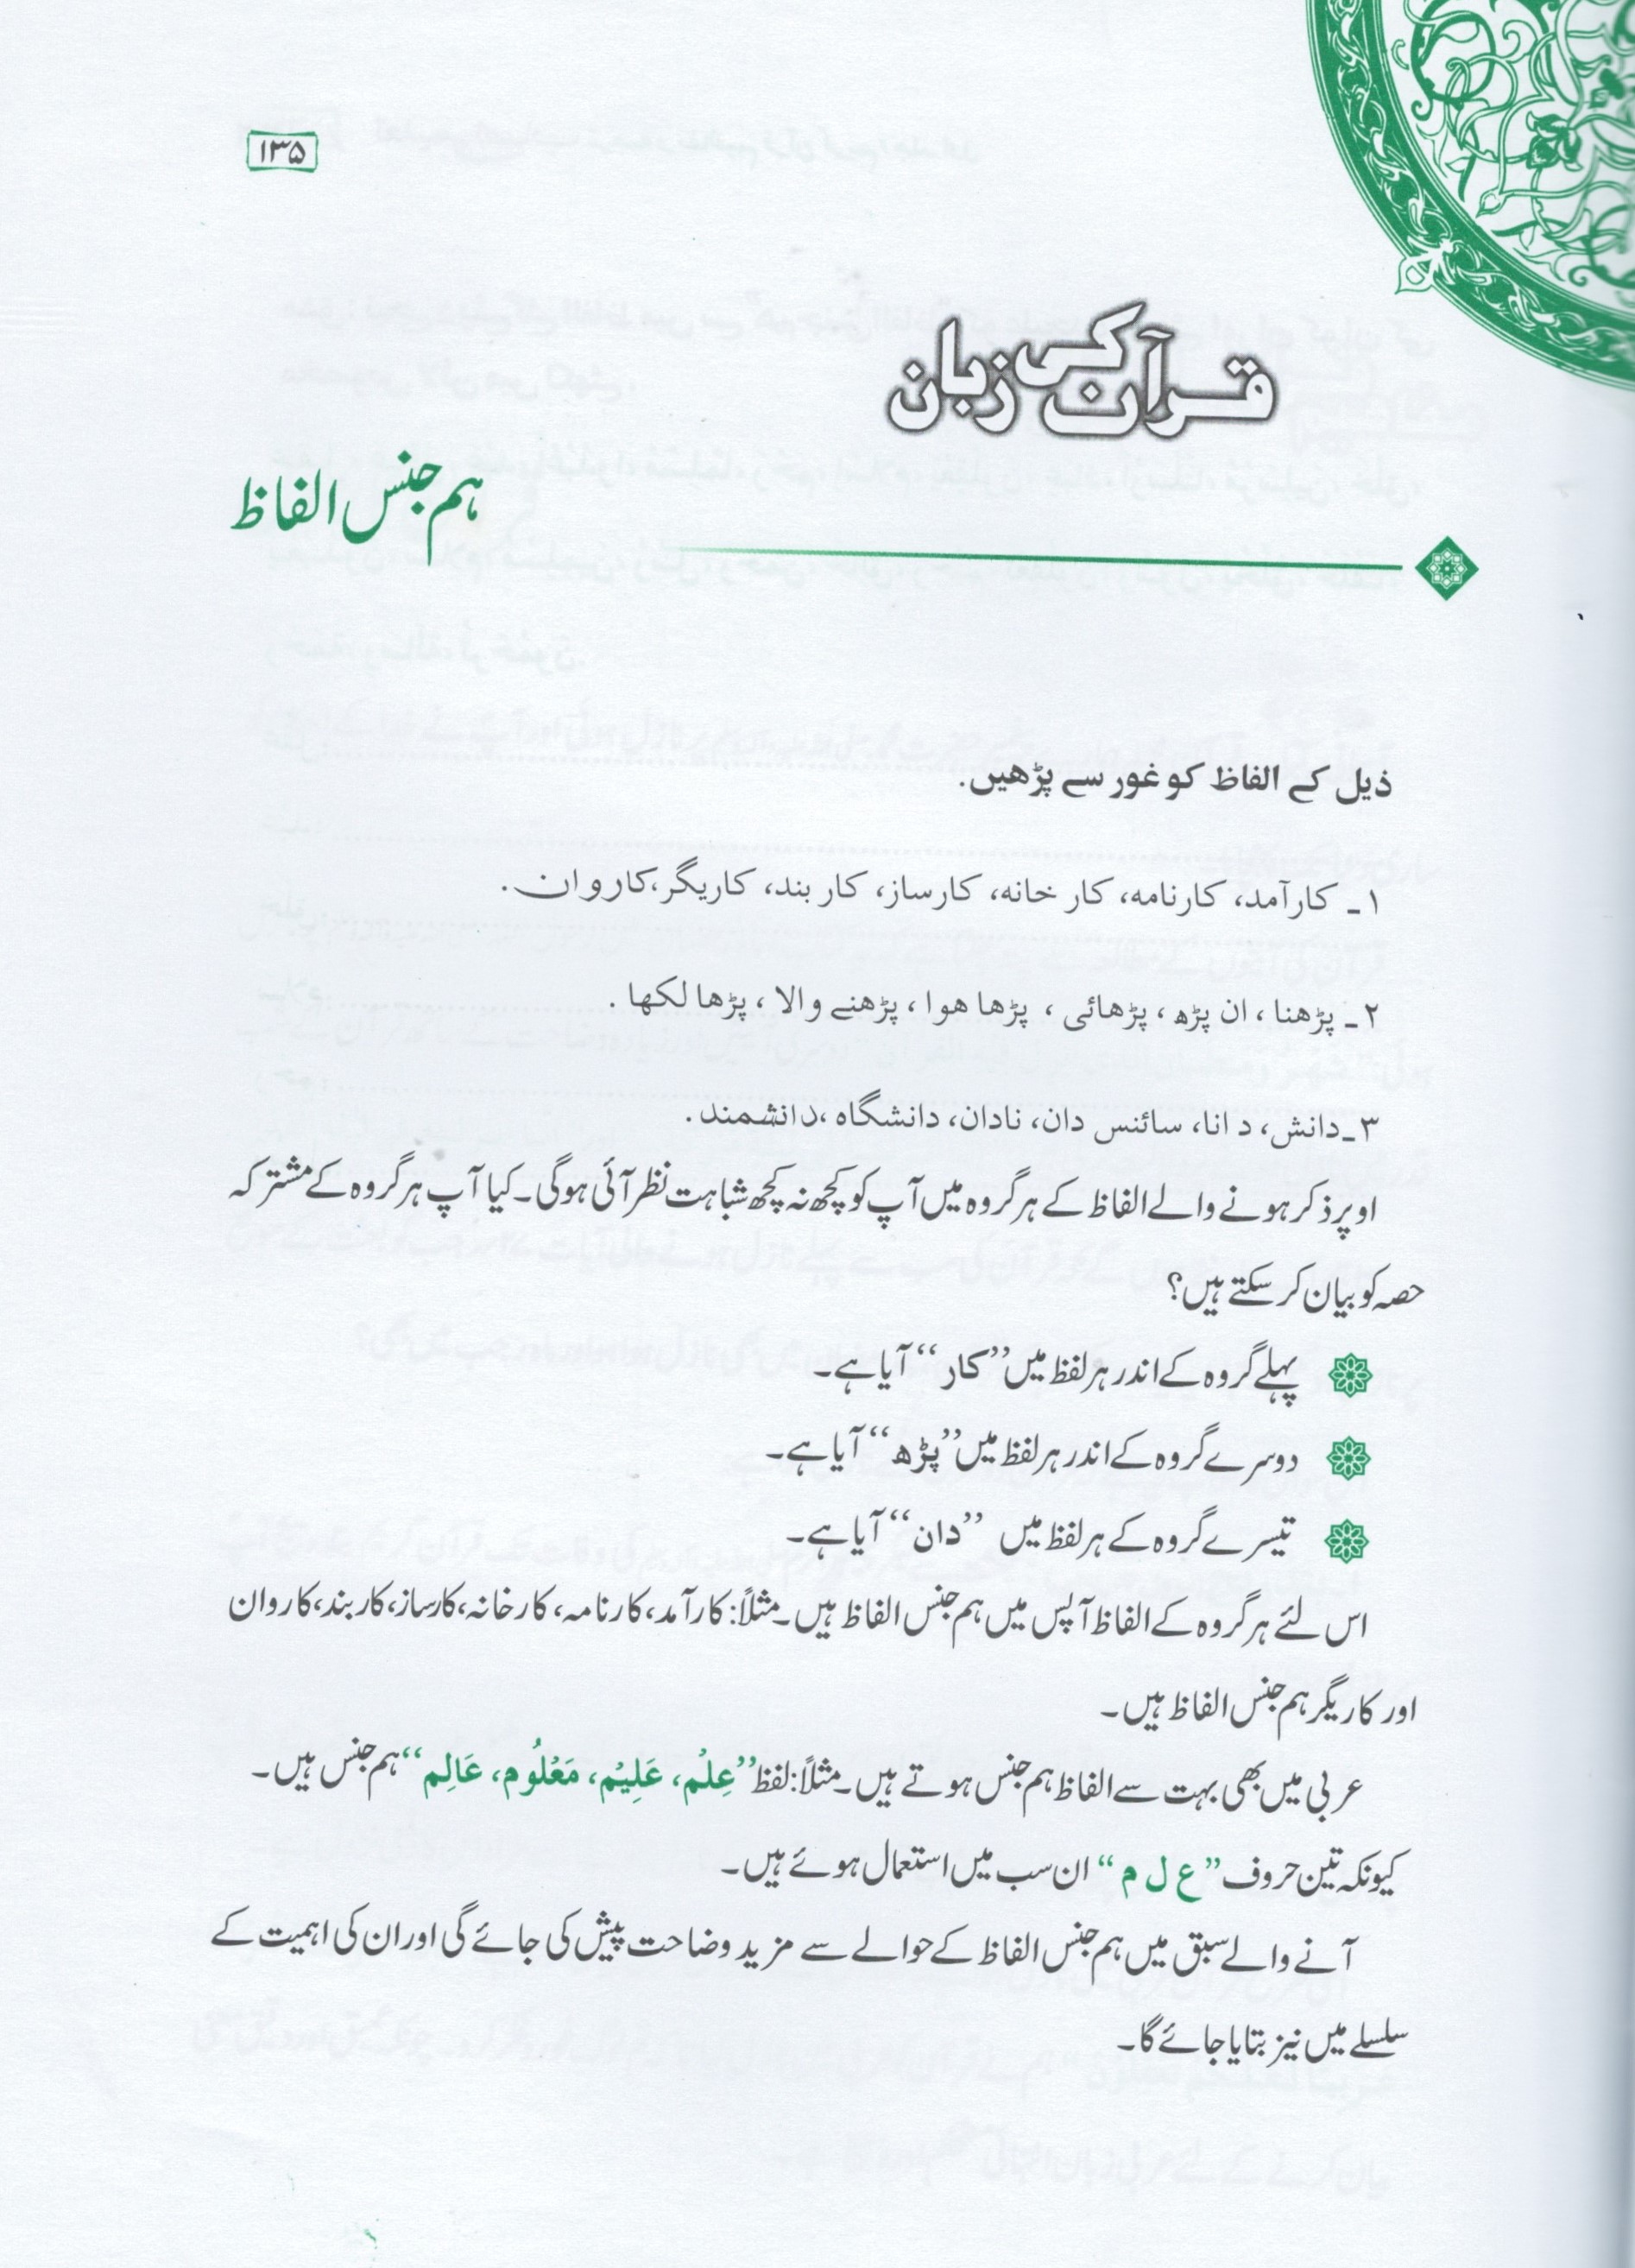 ۱۳۵
قرآن کی زبان
ہم جنس الفاظ
ذیل کے الفاظ کو غور سے پڑھیں.
۱ـ کارآمد، کارنامہ، کار خانہ، کارساز، کار بند، کاریگر،کاروان.
۲ـ پڑھنا ، ان پڑھ ، پڑھائی ، پڑھا ھوا ، پڑھنے والا ، پڑھا لکھا .
۳ـ دانش، د انا، سائنس دان، نادان، دانشگاہ ،دانشمند.
اوپر ذکر ہونے والے الفاظ کے ہر گروہ میں آپ کو کچھ نہ کچھ شباہت نظر آئی ہوگی۔ کیا آپ ہر گروہ کے مشترکہ
حصہ کو بیان کر سکتے ہیں؟
پہلے گروہ کے اندر ہر لفظ میں ”کار“ آیا ہے۔
دوسرے گروہ کے اندر ہر لفظ میں ”پڑھ“ آیا ہے۔
تیسرے گروہ کے ہر لفظ میں ”دان“ آیا ہے۔
اس لئے ہر گروہ کے الفاظ آپس میں ہم جنس الفاظ ہیں۔ مثلاً: کارآمد، کارنامہ، کارخانہ، کارساز، کاربند، کاروان
اور کاریگر ہم جنس الفاظ ہیں۔
عربی میں بھی بہت سے الفاظ ہم جنس ہوتے ہیں۔ مثلاً: لفظ ”عِلْم، عَلِيْم، مَعْلُوم، عَالِم“ ہم جنس ہیں۔
کیونکہ تین حروف ”ع ل م“ ان سب میں استعمال ہوئے ہیں۔
آنے والے سبق میں ہم جنس الفاظ کے حوالے سے مزید وضاحت پیش کی جائے گی اور ان کی اہمیت کے
سلسلے میں نیز بتایا جائے گا۔